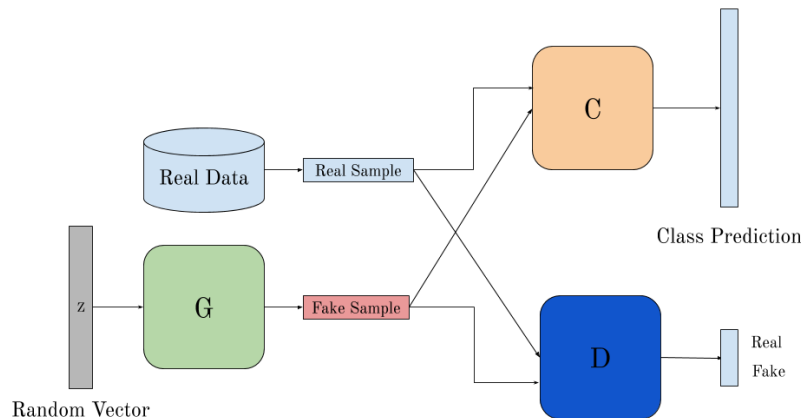 C
Real Data
Real Sample
Class Prediction
z
G
Fake Sample
D
Real
Fake
Random Vector